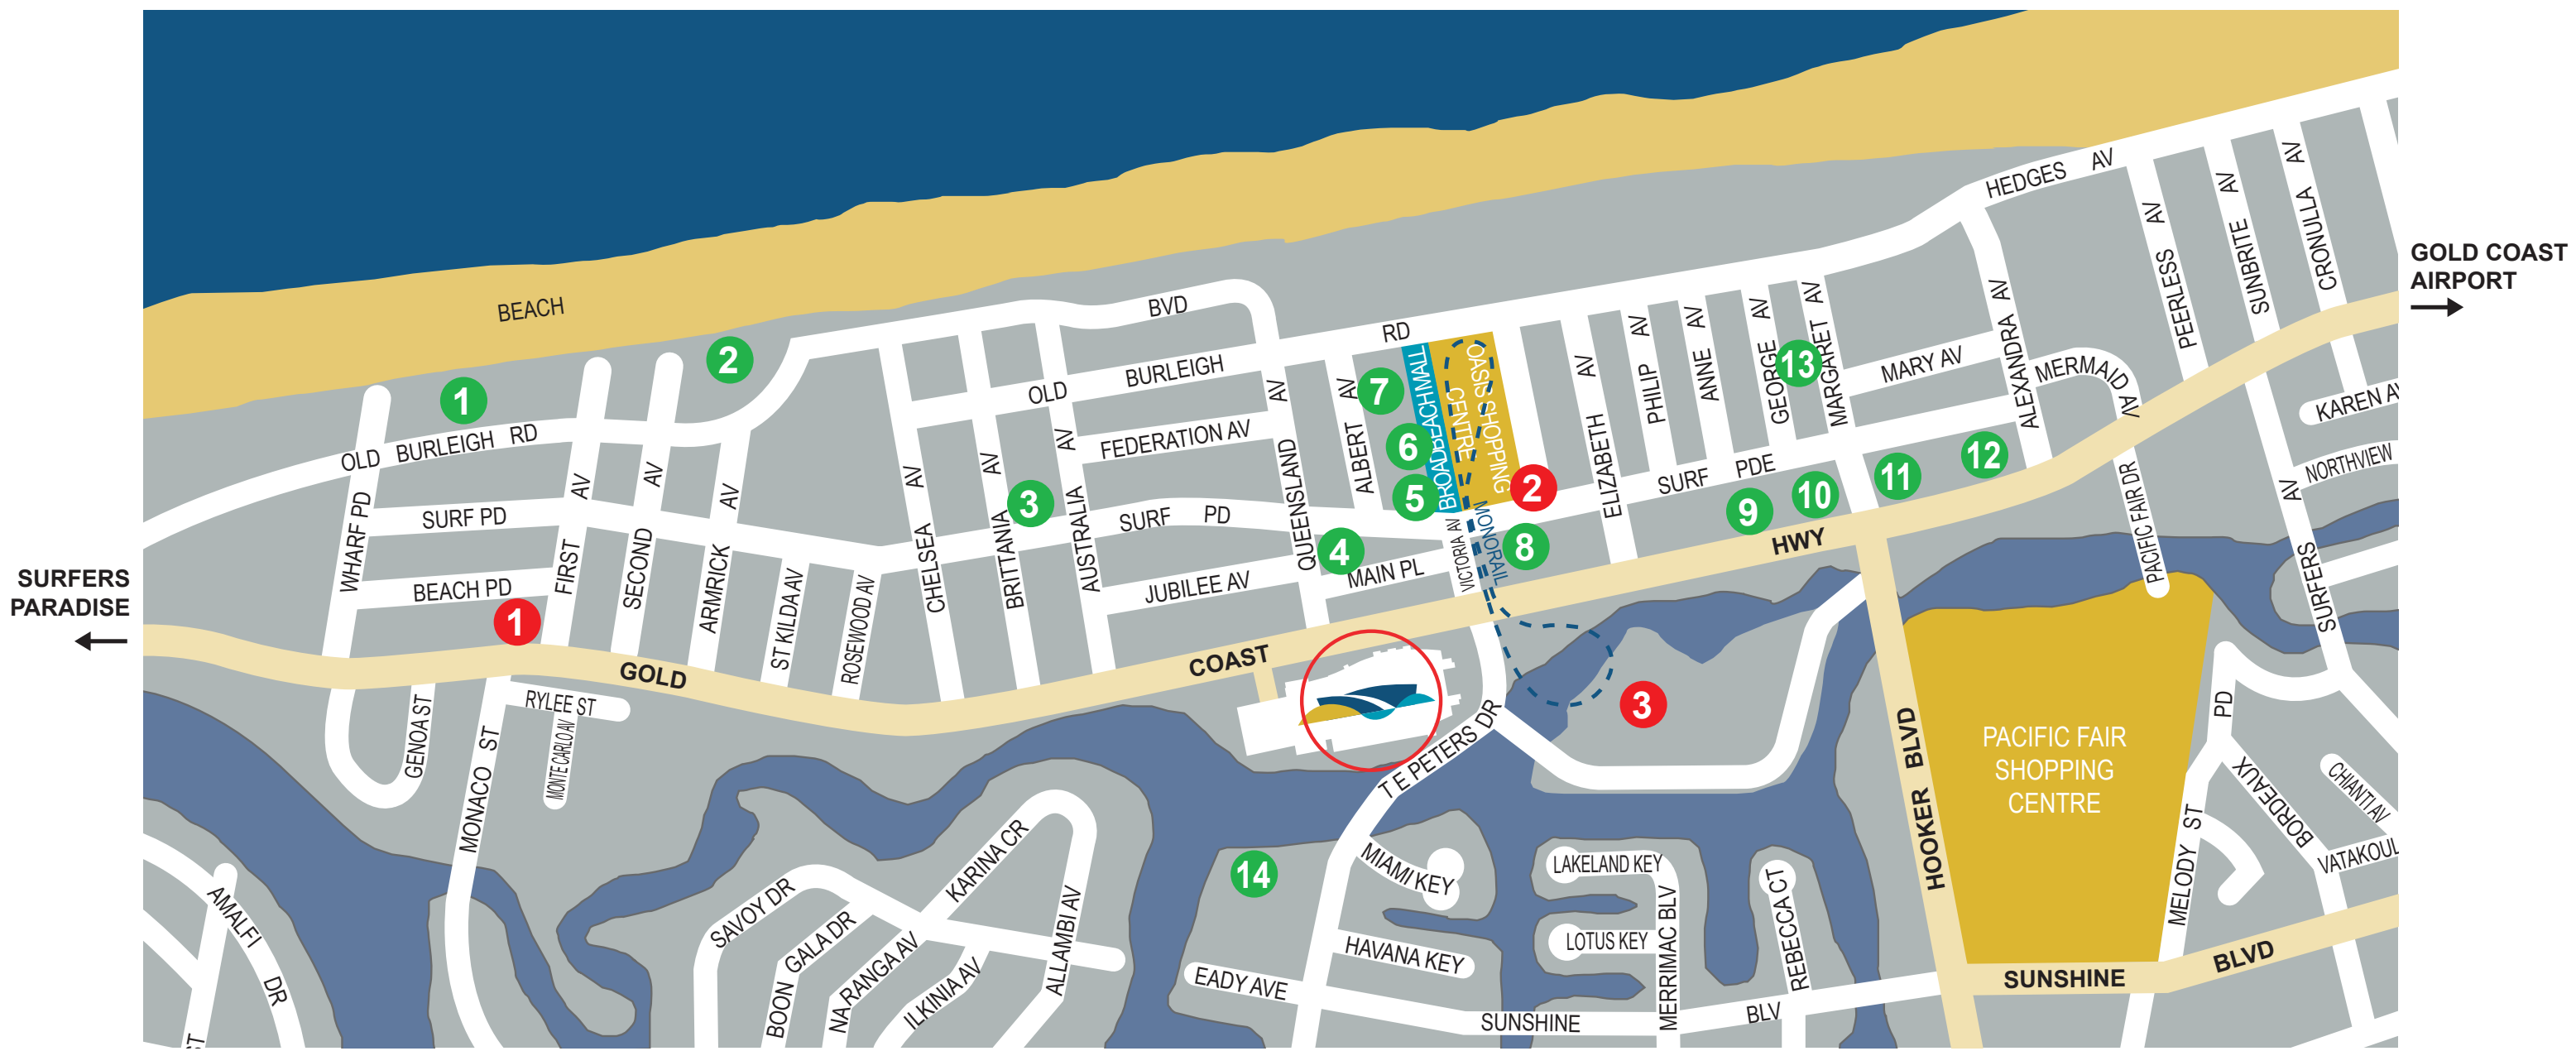 BEACH
BVD
RD
OLD BURLEIGH
OLD BURLEIGH RD
HEDGES AV
GOLD COAST
AIRPORT
SURFERS
PARADISE
1
2
3
4
5
6
7
8
9
10
11
12
13
14
1
2
3
WHARF PD
SURF PD
BEACH PD
FIRST AV
SECOND AV
ARMRICK AV
ST KILDA AV
ROSEWOOD AV
CHELSEA AV
BRITTANIA AV
AUSTRALIA AV
FEDERATION AV
SURF PD
JUBILEE AV
QUEENSLAND AV
ALBERT AV
MAIN PL
BROADBEACH MALL
OASIS SHOPPING
CENTRE
VICTORIA AV
MONORAIL
ELIZABETH AV
PHILIP AV
ANNE AV
GEORGE AV
MARGARET AV
SURF PDE
MARY AV
ALEXANDRA AV
MERMAID AV
PEERLESS AV
SUNBRITE AV
CRONULLA AV
KAREN AV
NORTHVIEW
SURFERS AV
PACIFIC FAIR DR
GOLD COAST HWY
GENOA ST
MONACO ST
RYLEE ST
MONTE CARLO AV
T E PETERS DR
HOOKER BLVD
PACIFIC FAIR
SHOPPING
CENTRE
PD
BORDEAUX
CHIANTI AV
MELODY ST
SUNSHINE BLVD
AMALFI DR
ST
SAVOY DR
BOON GALA DR
NA RANGA AV
ILKINIA AV
KARINA CR
ALLAMBI AV
MIAMI KEY
HAVANA KEY
EADY AVE
LAKELAND KEY
LOTUS KEY
MERRIMAC BLV
REBECCA CT
SUNSHINE BLV